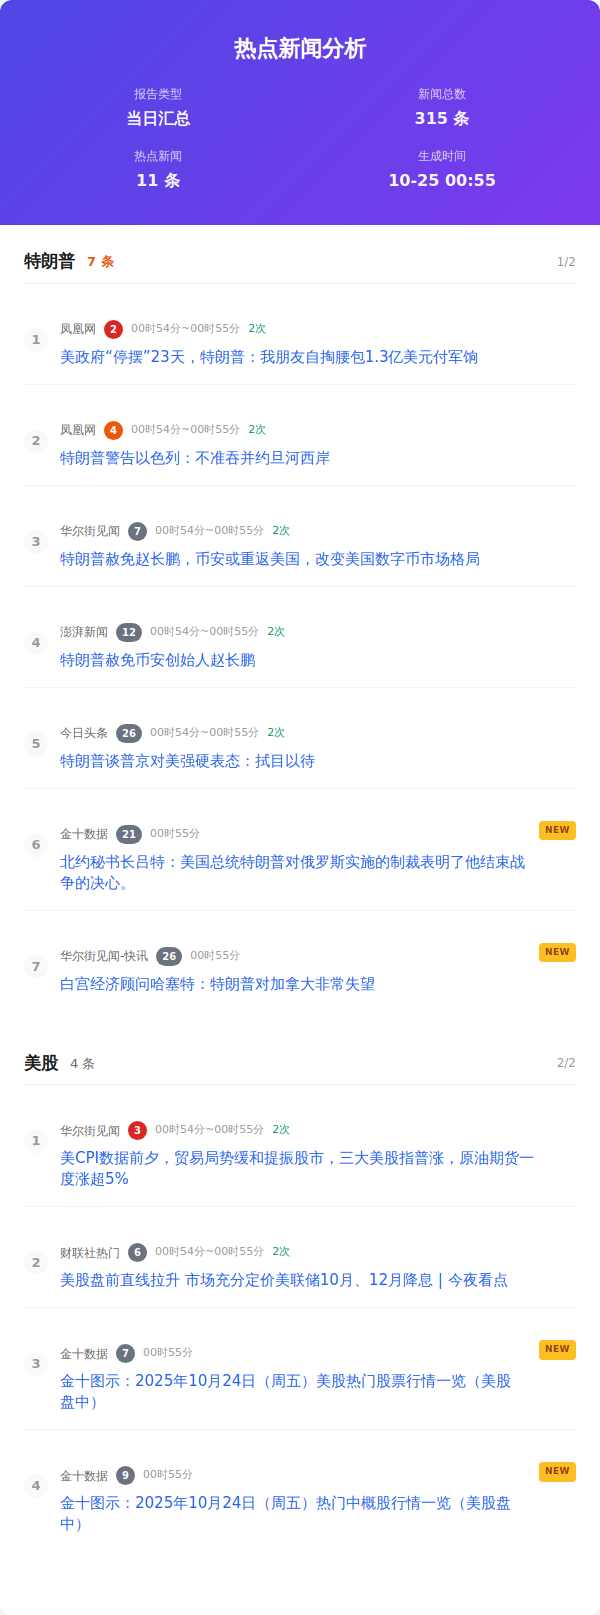 热点新闻分析
报告类型
新闻总数
当日汇总
315 条
热点新闻
生成时间
11 条
10-25 00:55
特朗普 7 条 1/2
1 凤凰网 2 00时54分~00时55分 2次
美政府“停摆”23天，特朗普：我朋友自掏腰包1.3亿美元付军饷
2 凤凰网 4 00时54分~00时55分 2次
特朗普警告以色列：不准吞并约旦河西岸
3 华尔街见闻 7 00时54分~00时55分 2次
特朗普赦免赵长鹏，币安或重返美国，改变美国数字币市场格局
4 澎湃新闻 12 00时54分~00时55分 2次
特朗普赦免币安创始人赵长鹏
5 今日头条 26 00时54分~00时55分 2次
特朗普谈普京对美强硬表态：拭目以待
6 金十数据 21 00时55分 NEW
北约秘书长吕特：美国总统特朗普对俄罗斯实施的制裁表明了他结束战
争的决心。
7 华尔街见闻-快讯 26 00时55分 NEW
白宫经济顾问哈塞特：特朗普对加拿大非常失望
美股 4 条 2/2
1 华尔街见闻 3 00时54分~00时55分 2次
美CPI数据前夕，贸易局势缓和提振股市，三大美股指普涨，原油期货一
度涨超5%
2 财联社热门 6 00时54分~00时55分 2次
美股盘前直线拉升 市场充分定价美联储10月、12月降息 | 今夜看点
3 金十数据 7 00时55分 NEW
金十图示：2025年10月24日（周五）美股热门股票行情一览（美股
盘中）
4 金十数据 9 00时55分 NEW
金十图示：2025年10月24日（周五）热门中概股行情一览（美股盘
中）